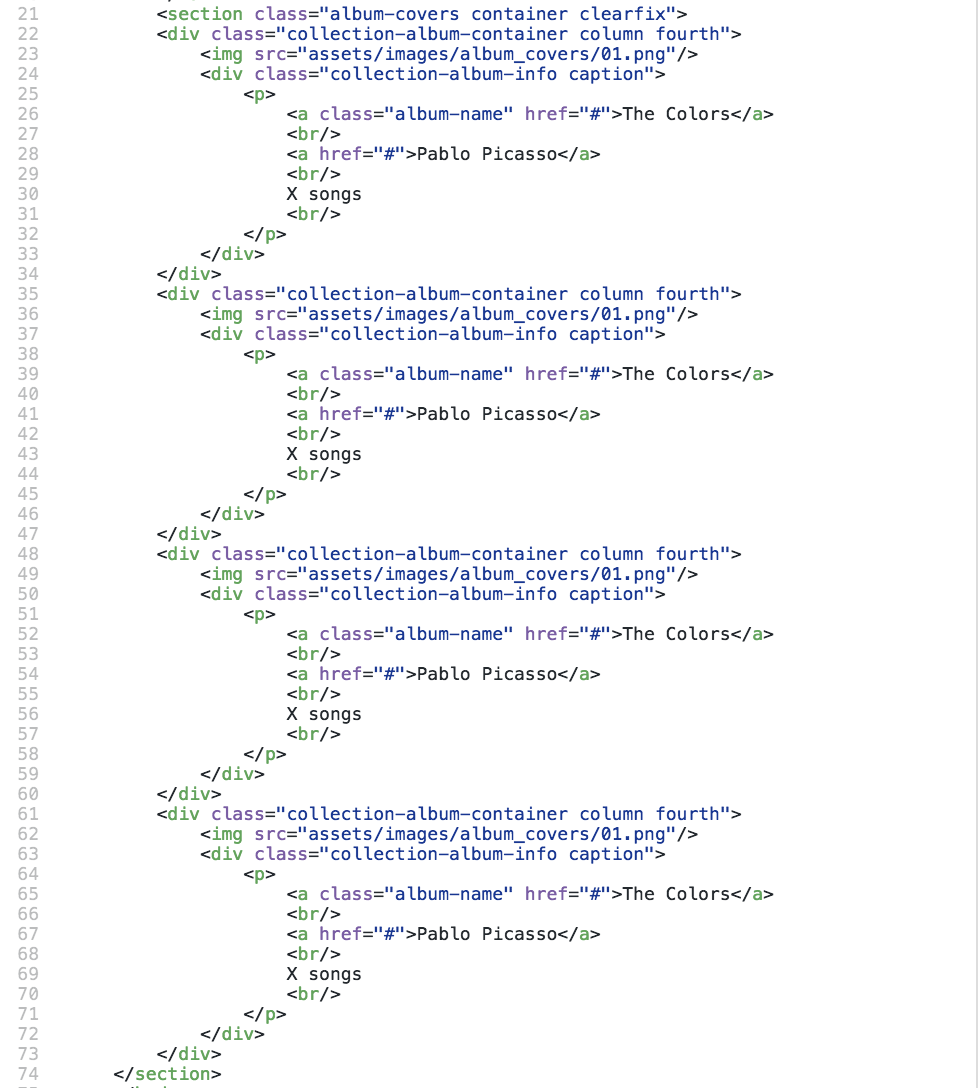 21 <section class="album-covers container clearfix">
22 <div class="collection-album-container column fourth">
23 <img src="assets/images/album_covers/01.png"/>
24 <div class="collection-album-info caption">
25 <p>
26 <a class="album-name" href="#">The Colors</a>
27 <br/>
28 <a href="#">Pablo Picasso</a>
29 <br/>
30 X songs
31 <br/>
32 </p>
33 </div>
34 </div>
35 <div class="collection-album-container column fourth">
36 <img src="assets/images/album_covers/01.png"/>
37 <div class="collection-album-info caption">
38 <p>
39 <a class="album-name" href="#">The Colors</a>
40 <br/>
41 <a href="#">Pablo Picasso</a>
42 <br/>
43 X songs
44 <br/>
45 </p>
46 </div>
47 </div>
48 <div class="collection-album-container column fourth">
49 <img src="assets/images/album_covers/01.png"/>
50 <div class="collection-album-info caption">
51 <p>
52 <a class="album-name" href="#">The Colors</a>
53 <br/>
54 <a href="#">Pablo Picasso</a>
55 <br/>
56 X songs
57 <br/>
58 </p>
59 </div>
60 </div>
61 <div class="collection-album-container column fourth">
62 <img src="assets/images/album_covers/01.png"/>
63 <div class="collection-album-info caption">
64 <p>
65 <a class="album-name" href="#">The Colors</a>
66 <br/>
67 <a href="#">Pablo Picasso</a>
68 <br/>
69 X songs
70 <br/>
71 </p>
72 </div>
73 </div>
74 </section>